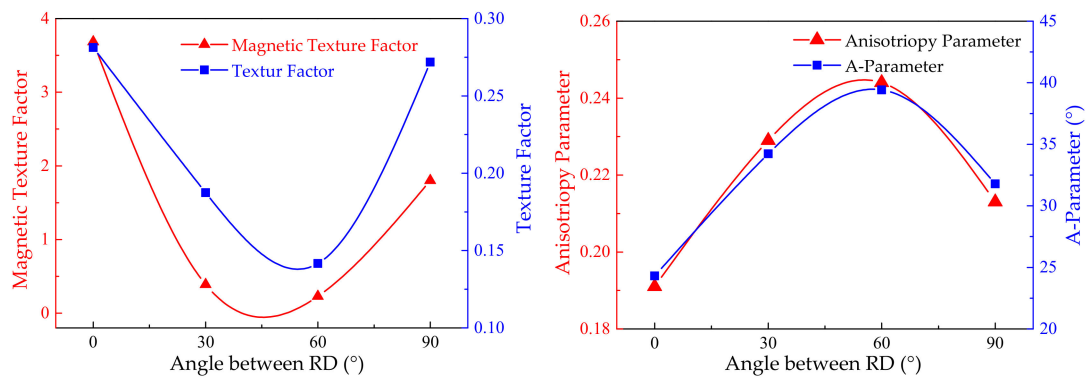 4
3
2
1
0
Magnetic Texture Factor
Magnetic Texture Factor
Textur Factor
0.30
0.25
0.20
0.15
0.10
Texture Factor
0
30
60
90
Angle between RD (°)
0.26
0.24
0.22
0.20
0.18
Anisotriopy Parameter
Anisotriopy Parameter
A-Parameter
45
40
35
30
25
20
A-Parameter (°)
0
30
60
90
Angle between RD (°)